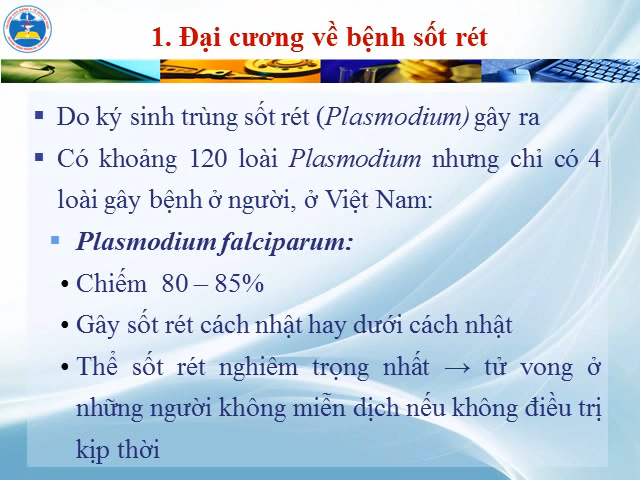 1. Đại cương về bệnh sốt rét
▪ Do ký sinh trùng sốt rét (Plasmodium) gây ra
▪ Có khoảng 120 loài Plasmodium nhưng chỉ có 4
loài gây bệnh ở người, ở Việt Nam:
▪ Plasmodium falciparum:
• Chiếm 80 – 85%
• Gây sốt rét cách nhật hay dưới cách nhật
• Thể sốt rét nghiêm trọng nhất → tử vong ở
những người không miễn dịch nếu không điều trị
kịp thời